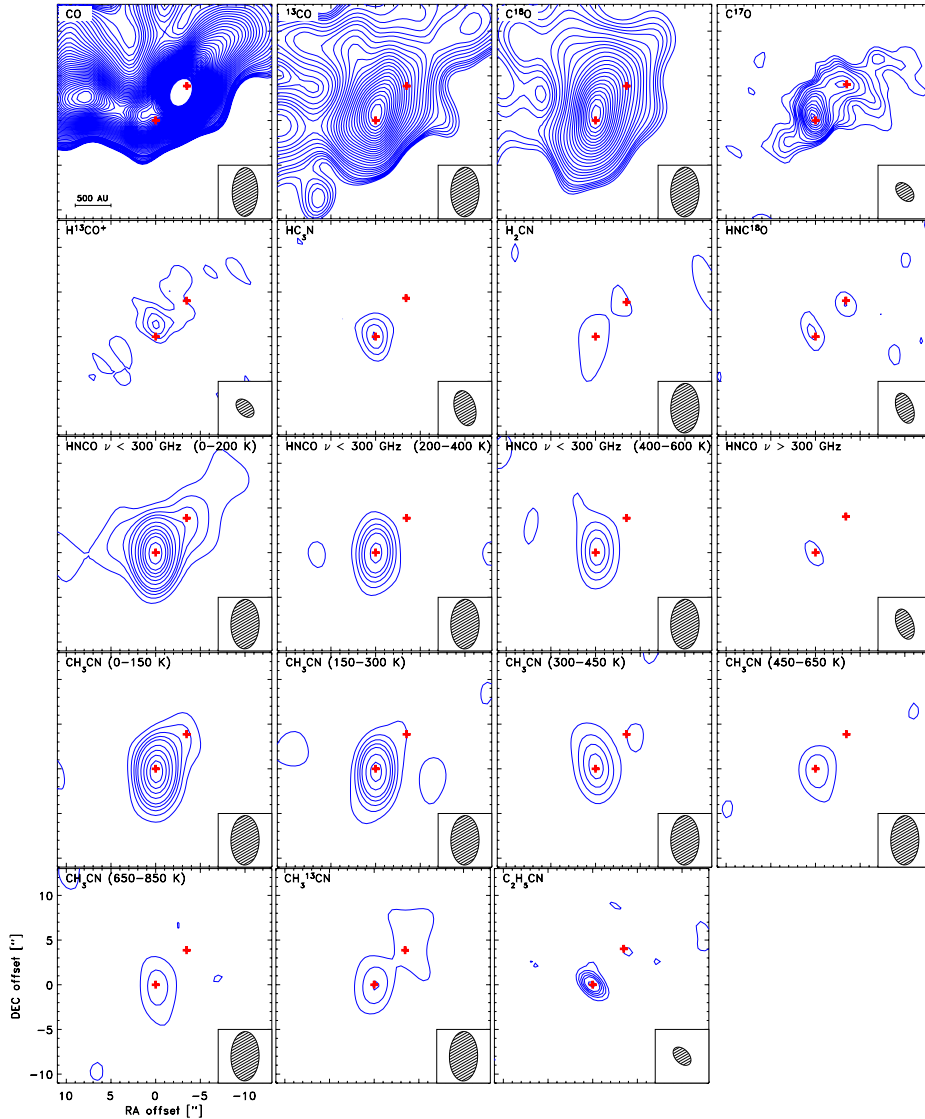 CO
¹³CO
C¹⁸O
C¹⁷O
500 AU
H¹³CO⁺
HC₃N
H₂CN
HNC¹⁸O
HNCO ν < 300 GHz (0−200 K)
HNCO ν < 300 GHz (200−400 K)
HNCO ν < 300 GHz (400−600 K)
HNCO ν > 300 GHz
CH₃CN (0−150 K)
CH₃CN (150−300 K)
CH₃CN (300−450 K)
CH₃CN (450−650 K)
CH₃CN (650−850 K)
CH₃¹³CN
C₂H₅CN
10
5
0
−5
−10
DEC offset ["]
10 5 0 −5 −10
RA offset ["]